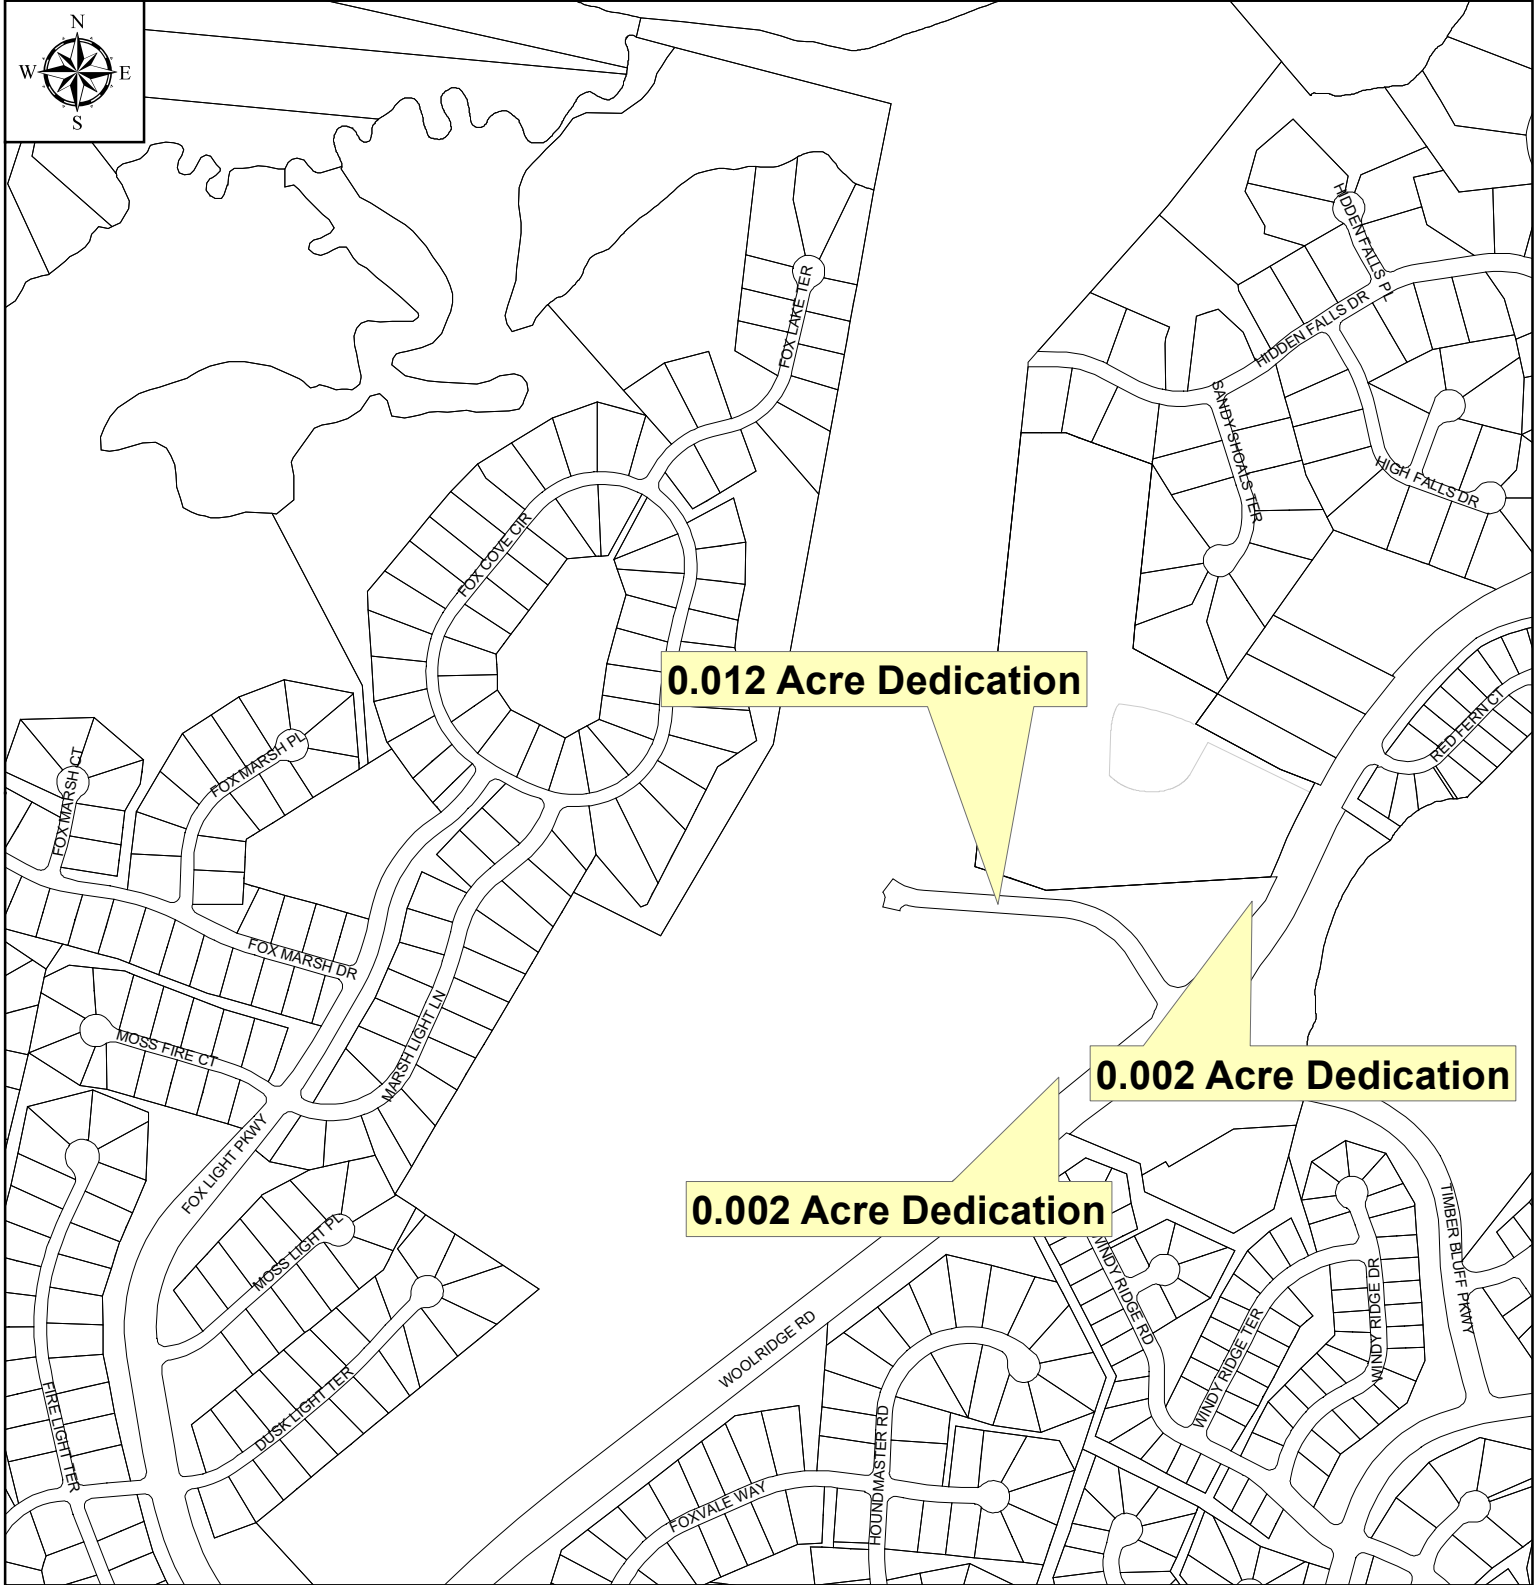 N
W E
S
HIDDEN FALLS PL
FOX LAKE TER
HIDDEN FALLS DR
SANDY SHOALS TER
HIGH FALLS DR
FOX COVE CIR
0.012 Acre Dedication
RED FERN CT
FOX MARSH PL
FOX MARSH CT
FOX MARSH DR
MOSS FIRE CT
MARSH LIGHT LN
0.002 Acre Dedication
FOX LIGHT PKWY
0.002 Acre Dedication
TIMBER BLUFF PKWY
MOSS LIGHT PL
WINDY RIDGE RD
WINDY RIDGE DR
WINDY RIDGE TER
WOOLRIDGE RD
FIRE LIGHT TER
DUSK LIGHT TER
HOUNDMASTER RD
FOXVALE WAY